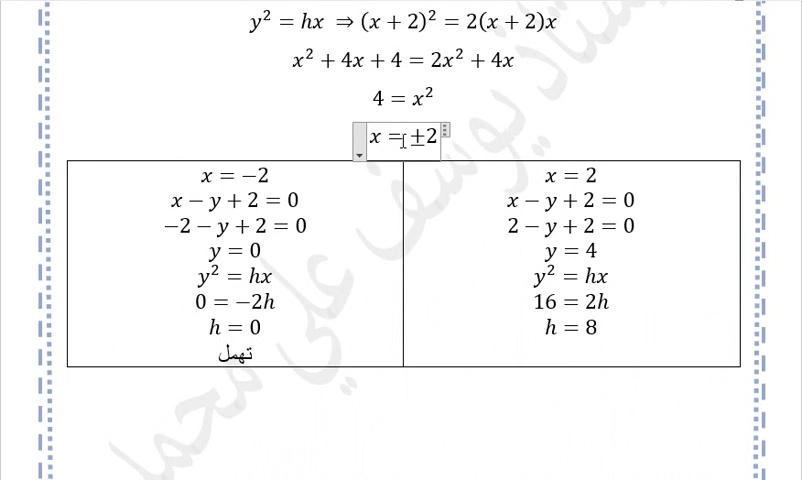 y² = hx ⇒ (x + 2)² = 2(x + 2)x
x² + 4x + 4 = 2x² + 4x
4 = x²
x = ±2
x = −2
x − y + 2 = 0
−2 − y + 2 = 0
y = 0
y² = hx
0 = −2h
h = 0
تهمل
x = 2
x − y + 2 = 0
2 − y + 2 = 0
y = 4
y² = hx
16 = 2h
h = 8